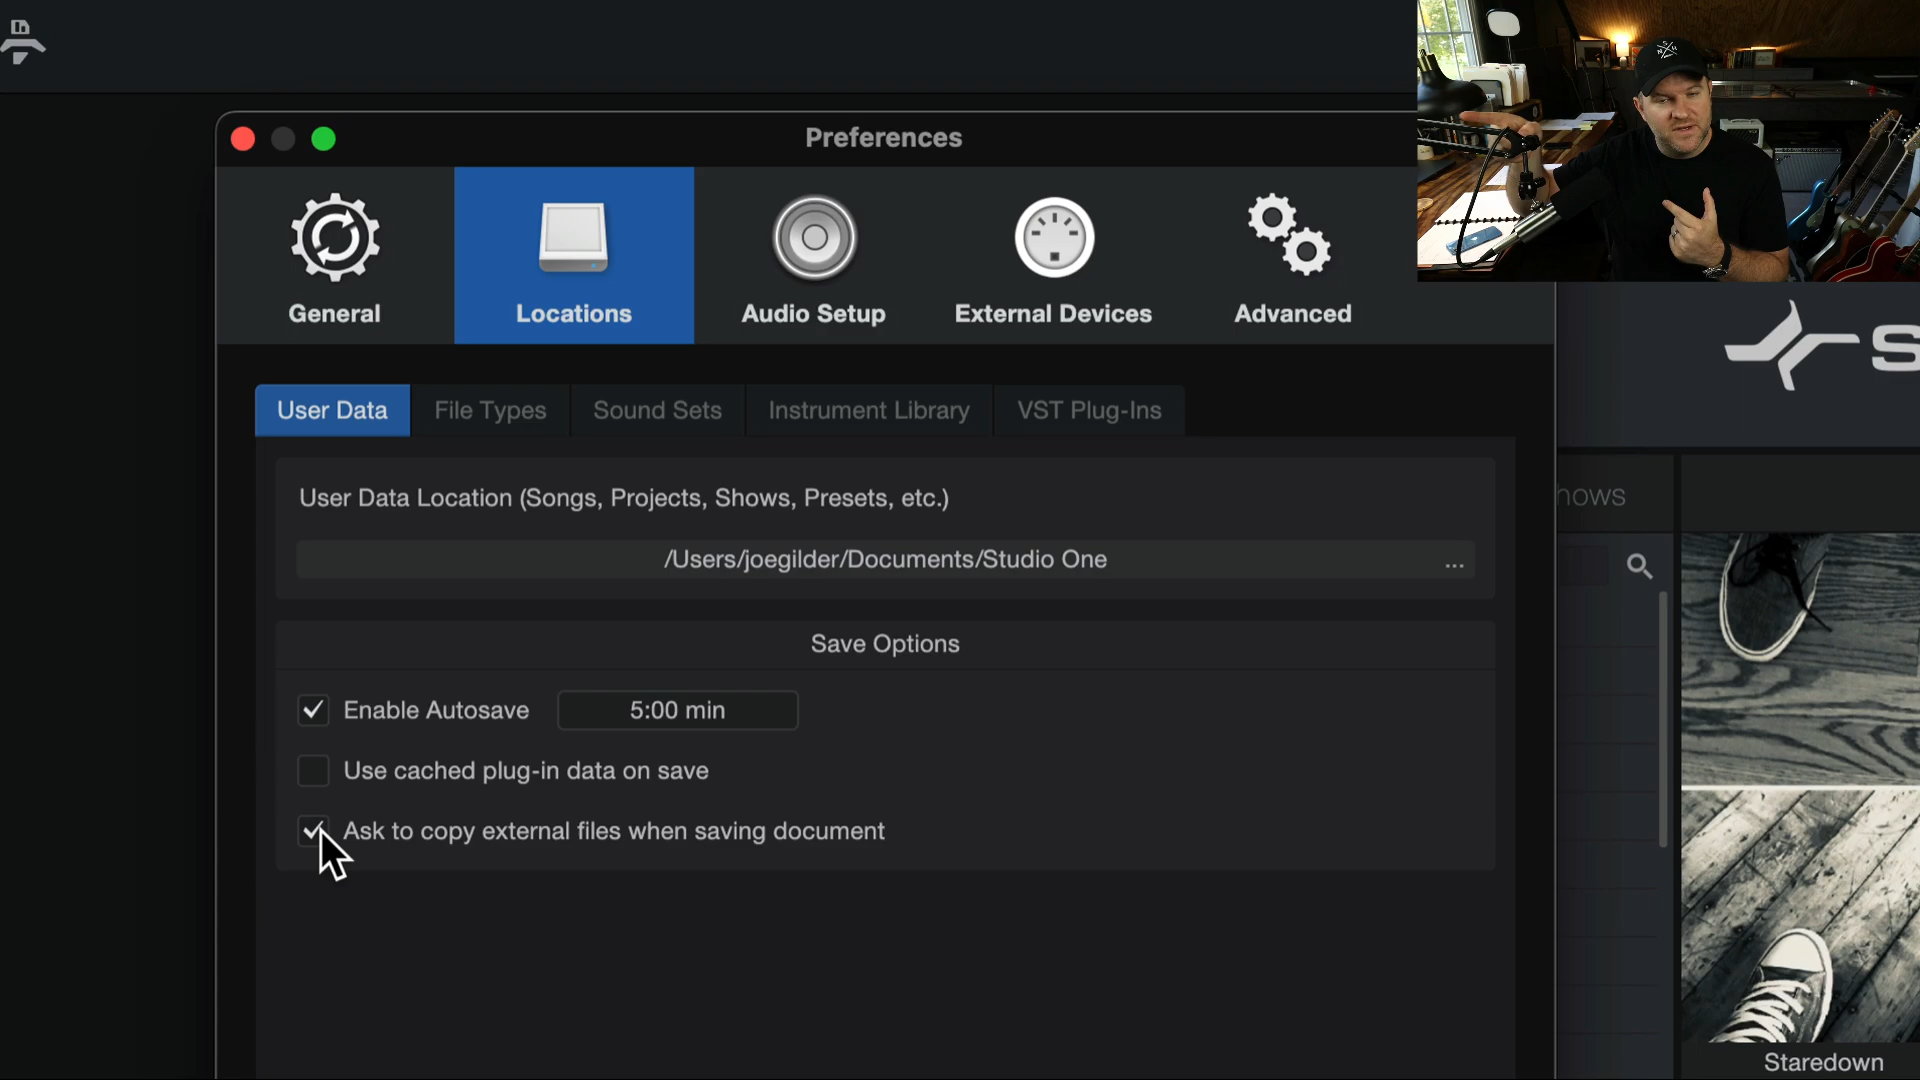 Preferences
General
Locations
Audio Setup
External Devices
Advanced
S
User Data
File Types
Sound Sets
Instrument Library
VST Plug-Ins
User Data Location (Songs, Projects, Shows, Presets, etc.)
hows
/Users/joegilder/Documents/Studio One
...
Save Options
Enable Autosave
5:00 min
Use cached plug-in data on save
Ask to copy external files when saving document
Staredown